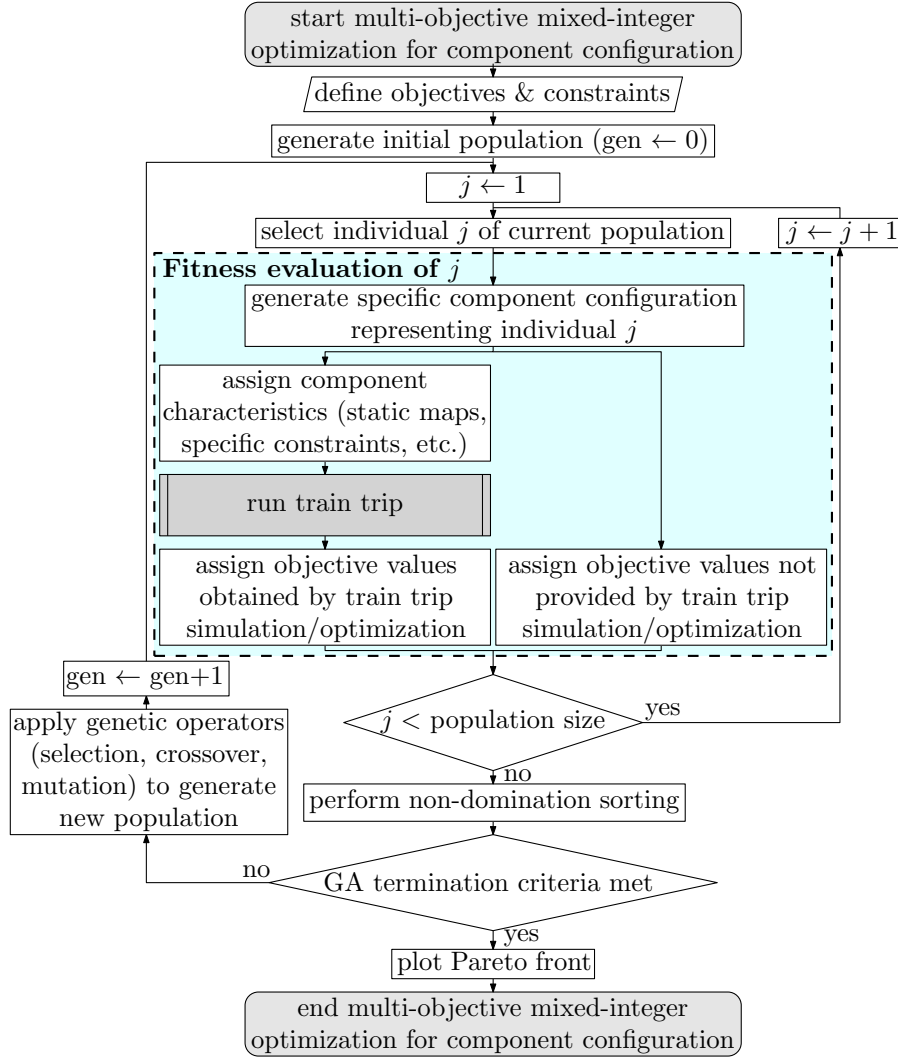 start multi-objective mixed-integer
optimization for component configuration
define objectives & constraints
generate initial population (gen ← 0)
j ← 1
select individual j of current population
j ← j + 1
Fitness evaluation of j
generate specific component configuration
representing individual j
assign component
characteristics (static maps,
specific constraints, etc.)
run train trip
assign objective values
obtained by train trip
simulation/optimization
assign objective values not
provided by train trip
simulation/optimization
gen ← gen+1
j < population size
yes
no
apply genetic operators
(selection, crossover,
mutation) to generate
new population
perform non-domination sorting
no
GA termination criteria met
yes
plot Pareto front
end multi-objective mixed-integer
optimization for component configuration